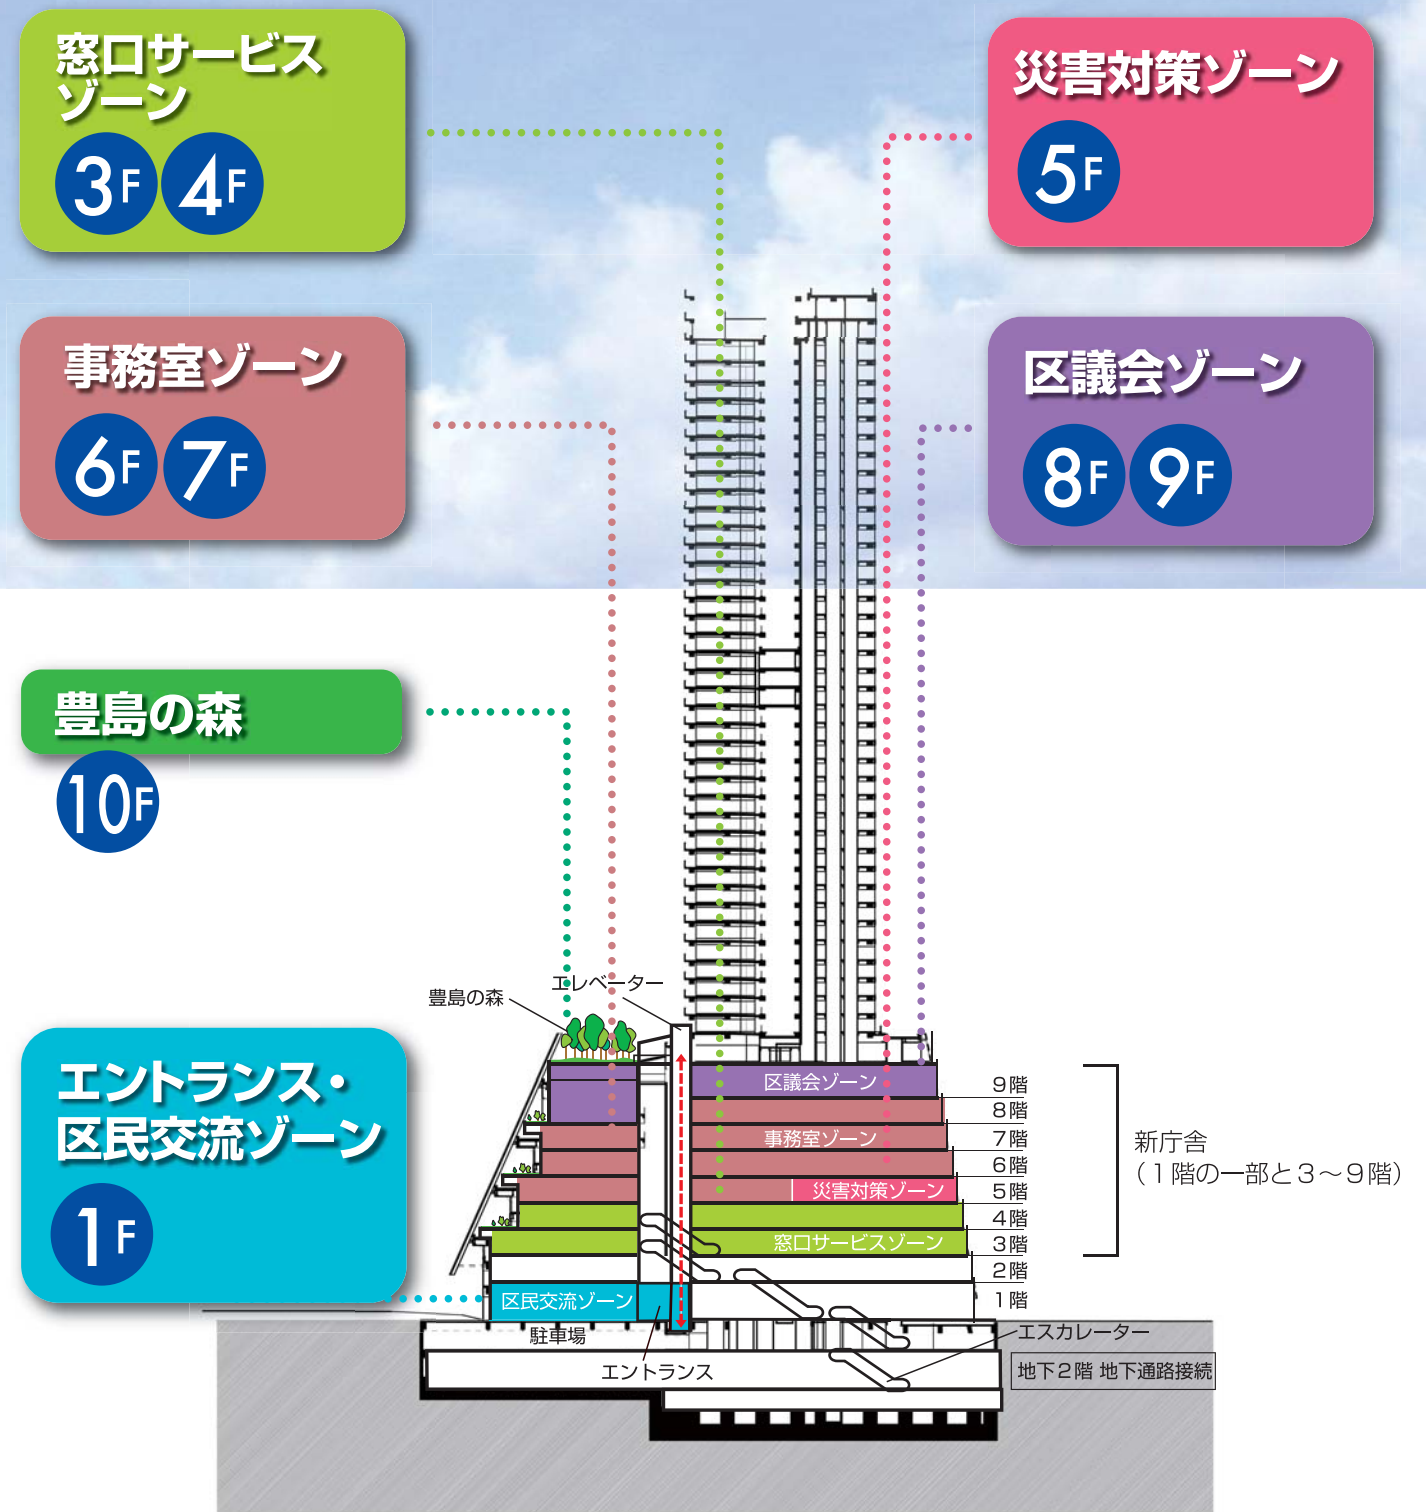 窓口サービス
ゾーン
3F 4F
災害対策ゾーン
5F
事務室ゾーン
6F 7F
区議会ゾーン
8F 9F
豊島の森
10F
エントランス・
区民交流ゾーン
1F
豊島の森
エレベーター
区議会ゾーン
事務室ゾーン
災害対策ゾーン
窓口サービスゾーン
区民交流ゾーン
9階
8階
7階
6階
5階
4階
3階
2階
1階
新庁舎
（1階の一部と3～9階）
駐車場
エントランス
エスカレーター
地下2階 地下通路接続